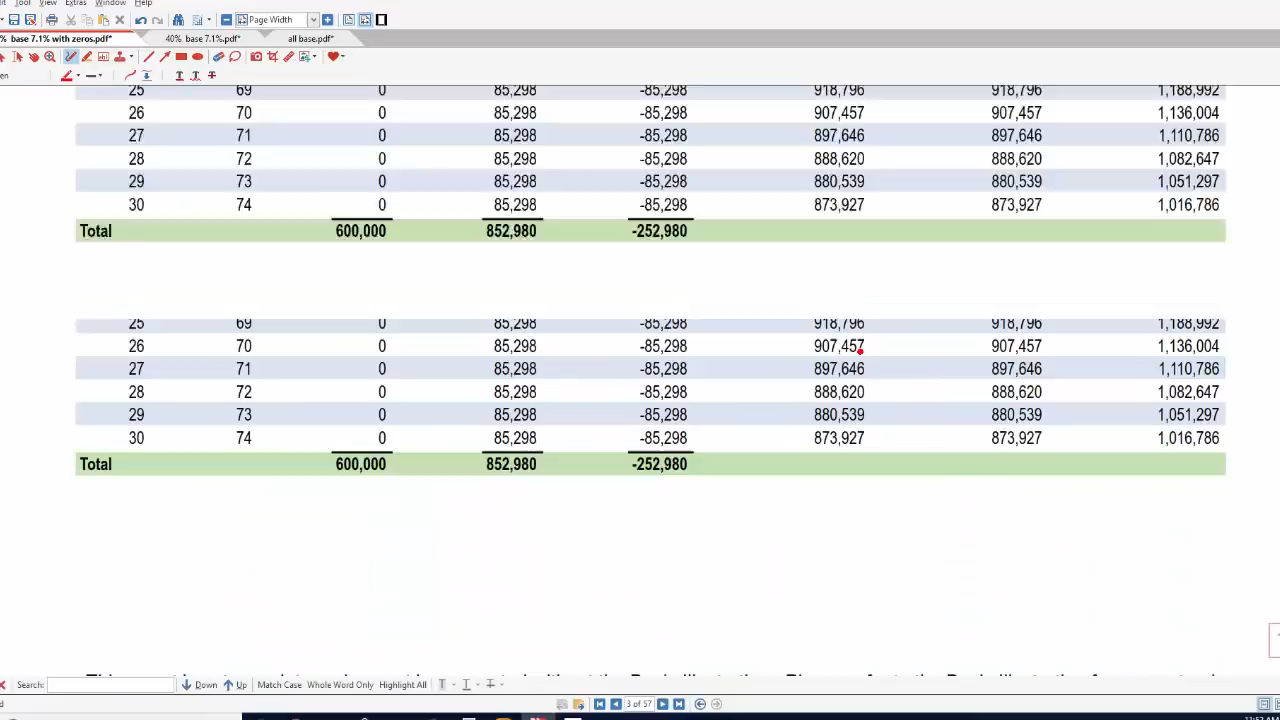 Tool View Extras Window Help
Page Width
% base 7.1% with zeros.pdf* 40% base 7.1%.pdf* all base.pdf*
25 69 0 85,298 -85,298 918,796 918,796 1,188,992
26 70 0 85,298 -85,298 907,457 907,457 1,136,004
27 71 0 85,298 -85,298 897,646 897,646 1,110,786
28 72 0 85,298 -85,298 888,620 888,620 1,082,647
29 73 0 85,298 -85,298 880,539 880,539 1,051,297
30 74 0 85,298 -85,298 873,927 873,927 1,016,786
Total 600,000 852,980 -252,980
25 69 0 85,298 -85,298 918,796 918,796 1,188,992
26 70 0 85,298 -85,298 907,457 907,457 1,136,004
27 71 0 85,298 -85,298 897,646 897,646 1,110,786
28 72 0 85,298 -85,298 888,620 888,620 1,082,647
29 73 0 85,298 -85,298 880,539 880,539 1,051,297
30 74 0 85,298 -85,298 873,927 873,927 1,016,786
Total 600,000 852,980 -252,980
Search: Down Up Match Case Whole Word Only Highlight All
3 of 57